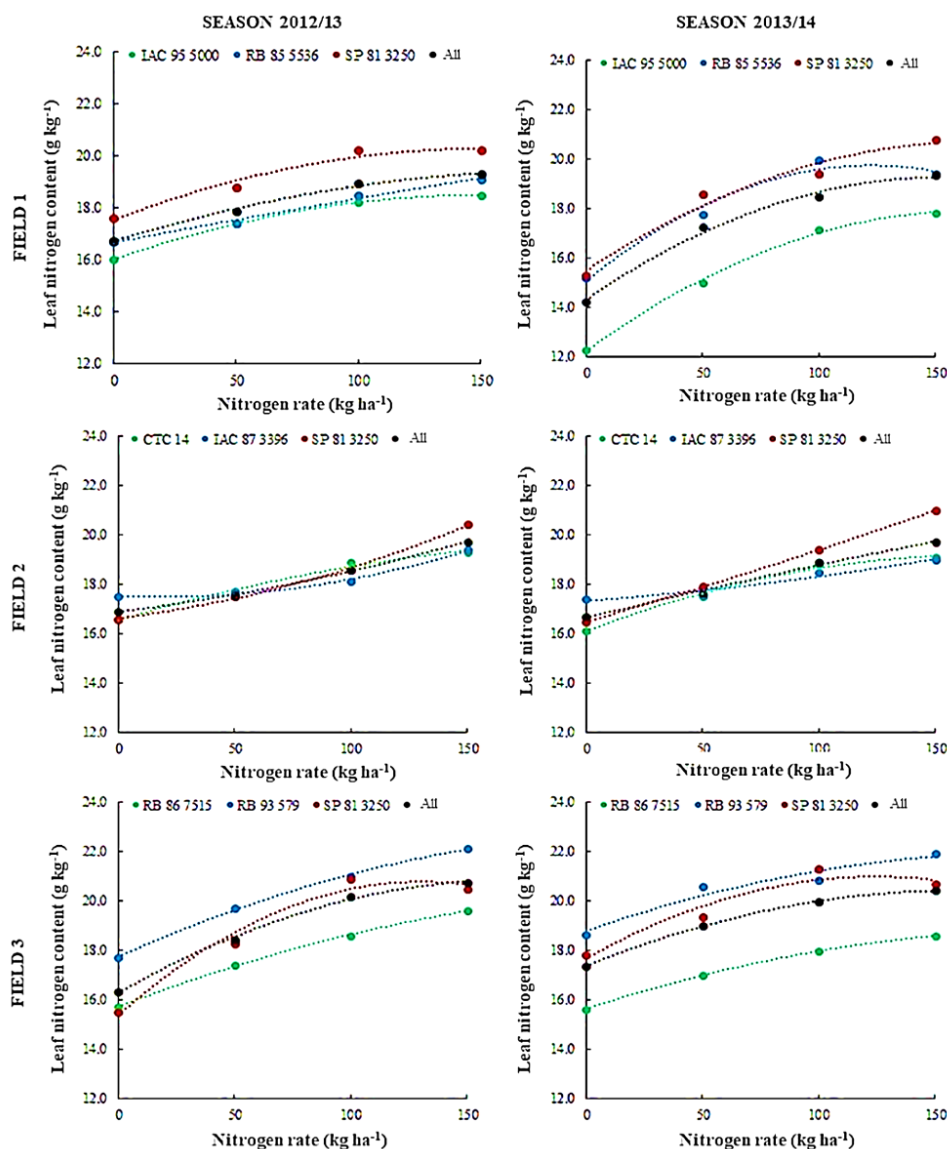 SEASON 2012/13
SEASON 2013/14
FIELD 1
24.0
IAC 95 5000 RB 85 5536 SP 81 3250 All
22.0
20.0
18.0
16.0
14.0
12.0
0 50 100 150
Leaf nitrogen content (g kg-1)
Nitrogen rate (kg ha-1)
24.0
IAC 95 5000 RB 85 5536 SP 81 3250 All
22.0
20.0
18.0
16.0
14.0
12.0
0 50 100 150
Leaf nitrogen content (g kg-1)
Nitrogen rate (kg ha-1)
FIELD 2
24.0
CTC 14 IAC 87 3396 SP 81 3250 All
22.0
20.0
18.0
16.0
14.0
12.0
0 50 100 150
Leaf nitrogen content (g kg-1)
Nitrogen rate (kg ha-1)
24.0
CTC 14 IAC 87 3396 SP 81 3250 All
22.0
20.0
18.0
16.0
14.0
12.0
0 50 100 150
Leaf nitrogen content (g kg-1)
Nitrogen rate (kg ha-1)
FIELD 3
24.0
RB 86 7515 RB 93 579 SP 81 3250 All
22.0
20.0
18.0
16.0
14.0
12.0
0 50 100 150
Leaf nitrogen content (g kg-1)
Nitrogen rate (kg ha-1)
24.0
RB 86 7515 RB 93 579 SP 81 3250 All
22.0
20.0
18.0
16.0
14.0
12.0
0 50 100 150
Leaf nitrogen content (g kg-1)
Nitrogen rate (kg ha-1)